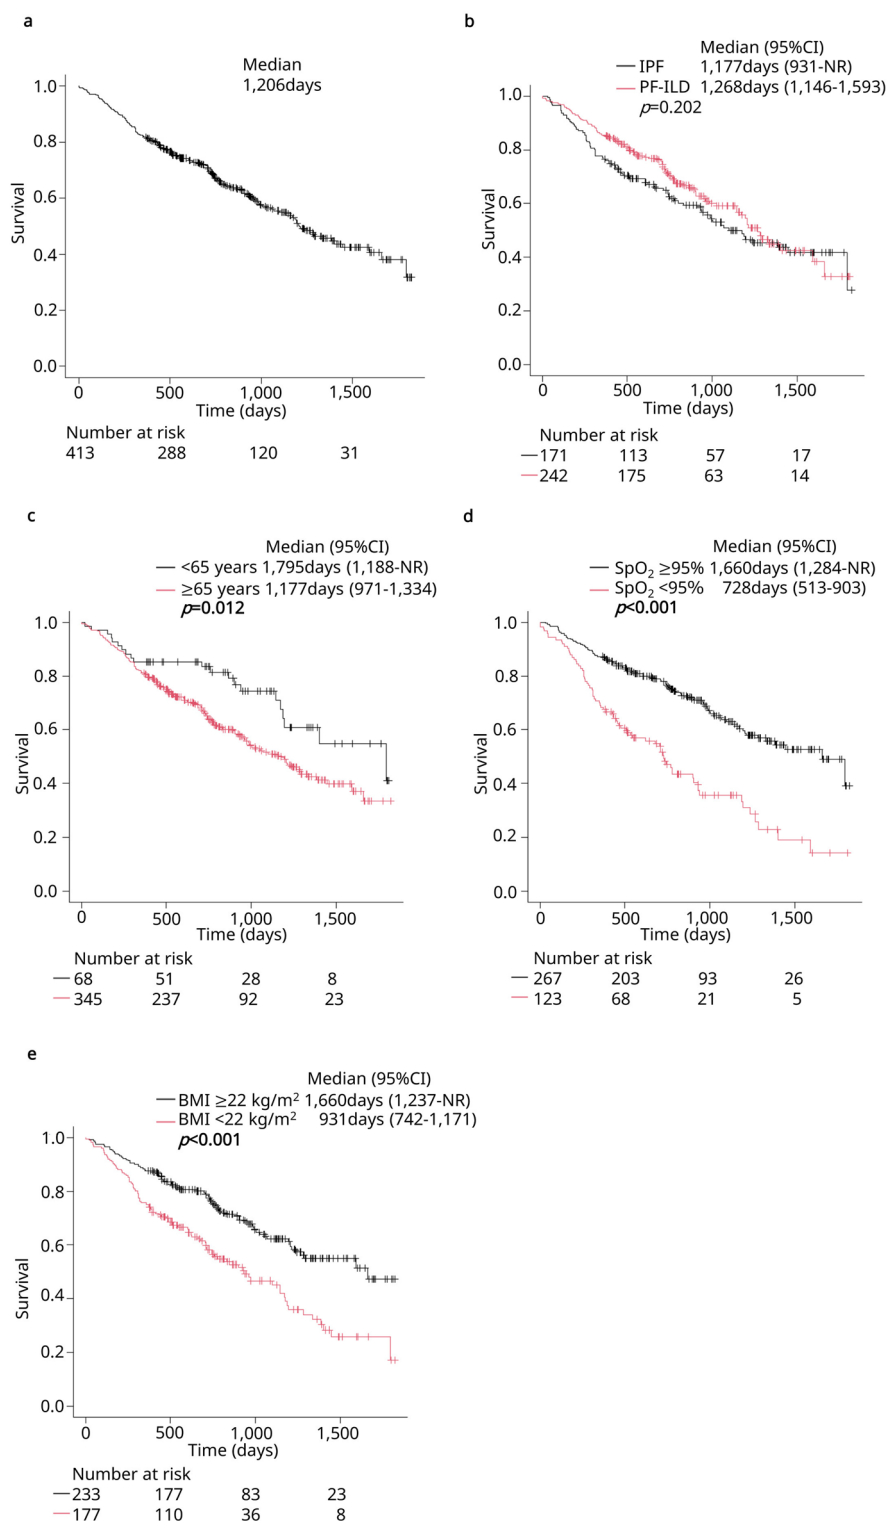 a
Median
1,206days
1.0
0.8
0.6
0.4
0.2
0.0
Survival
0 500 1,000 1,500
Time (days)
Number at risk
413 288 120 31
b
Median (95%CI)
IPF 1,177days (931-NR)
PF-ILD 1,268days (1,146-1,593)
p=0.202
1.0
0.8
0.6
0.4
0.2
0.0
Survival
0 500 1,000 1,500
Time (days)
Number at risk
171 113 57 17
242 175 63 14
c
Median (95%CI)
<65 years 1,795days (1,188-NR)
≥65 years 1,177days (971-1,334)
p=0.012
1.0
0.8
0.6
0.4
0.2
0.0
Survival
0 500 1,000 1,500
Time (days)
Number at risk
68 51 28 8
345 237 92 23
d
Median (95%CI)
SpO2 ≥95% 1,660days (1,284-NR)
SpO2 <95% 728days (513-903)
p<0.001
1.0
0.8
0.6
0.4
0.2
0.0
Survival
0 500 1,000 1,500
Time (days)
Number at risk
267 203 93 26
123 68 21 5
e
Median (95%CI)
BMI ≥22 kg/m2 1,660days (1,237-NR)
BMI <22 kg/m2 931days (742-1,171)
p<0.001
1.0
0.8
0.6
0.4
0.2
0.0
Survival
0 500 1,000 1,500
Time (days)
Number at risk
233 177 83 23
177 110 36 8